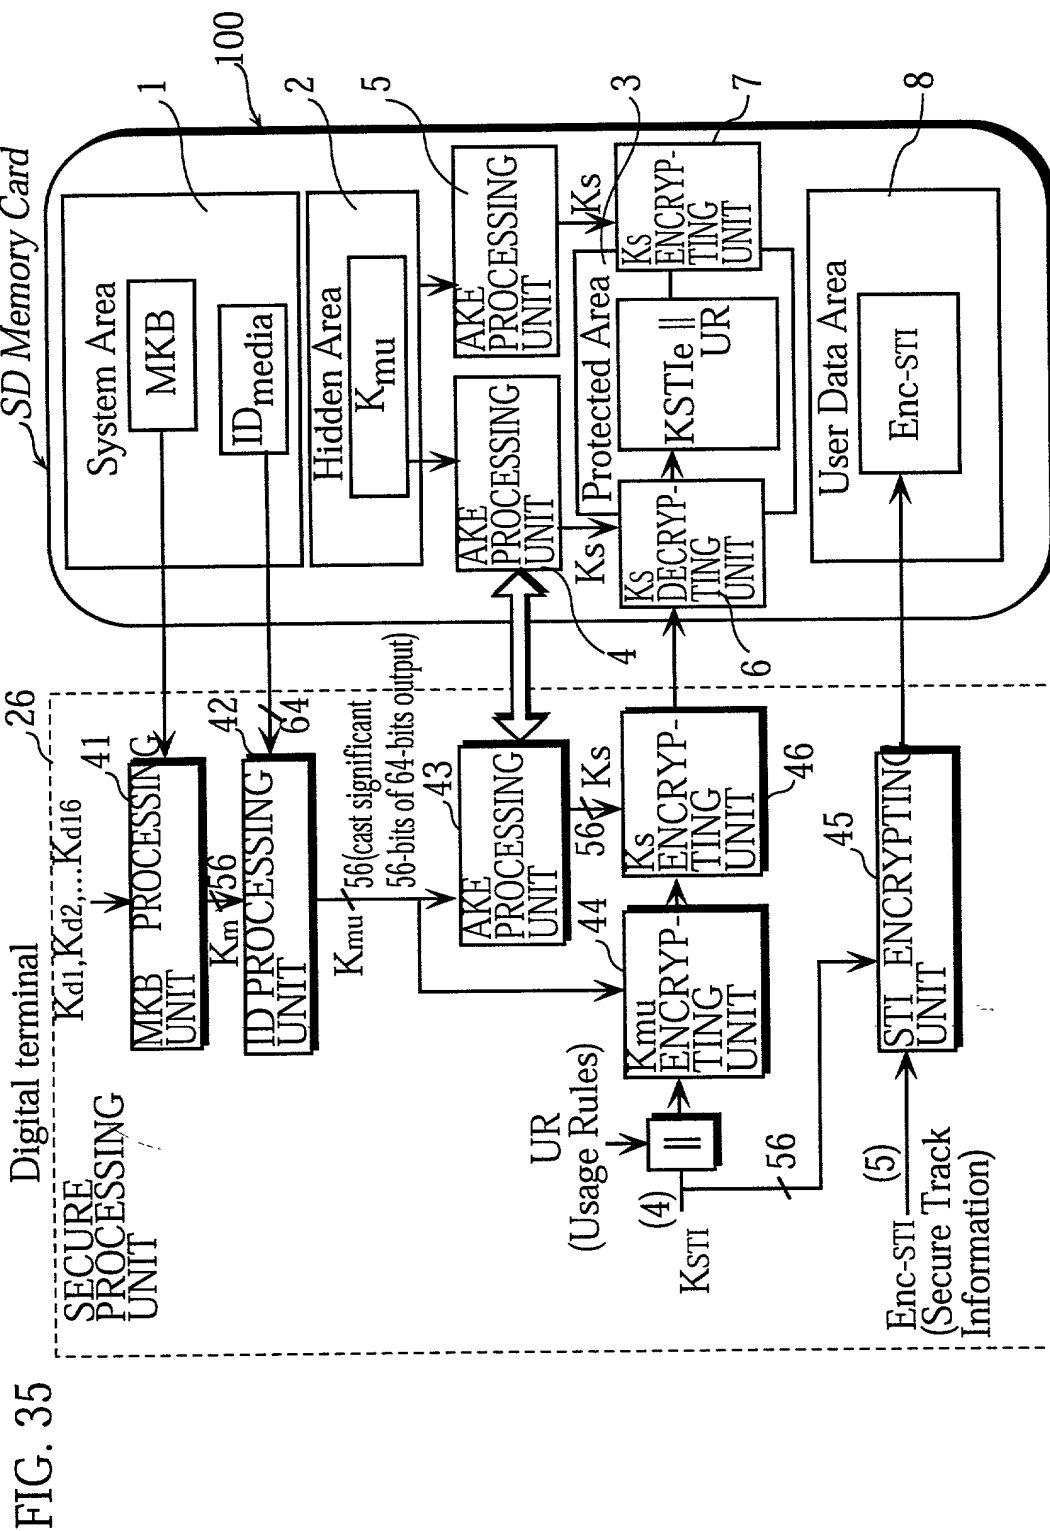 FIG. 35
Digital terminal
26
SECURE
PROCESSING
UNIT
Kd1,Kd2,...Kd16
41
MKB PROCESSING
UNIT
Km
56
42
ID PROCESSING
UNIT
64
Kmu
56(cast significant
56-bits of 64-bits output)
43
AKE
PROCESSING
UNIT
56
Ks
44
Kmu
ENCRYP-
TING
UNIT
Ks
ENCRYP-
TING
UNIT
46
UR
(Usage Rules)
||
(4)
KSTI
56
45
STI ENCRYPTING
UNIT
(5)
Enc-STI
(Secure Track
Information)
SD Memory Card
100
System Area
1
MKB
IDmedia
Hidden Area
2
Kmu
AKE
PROCESSING
UNIT
4
AKE
PROCESSING
UNIT
5
Ks
Ks
Protected Area
3
Ks
DECRYP-
TING
UNIT
6
KSTIe ||
UR
Ks
ENCRYP-
TING
UNIT
7
User Data Area
8
Enc-STI